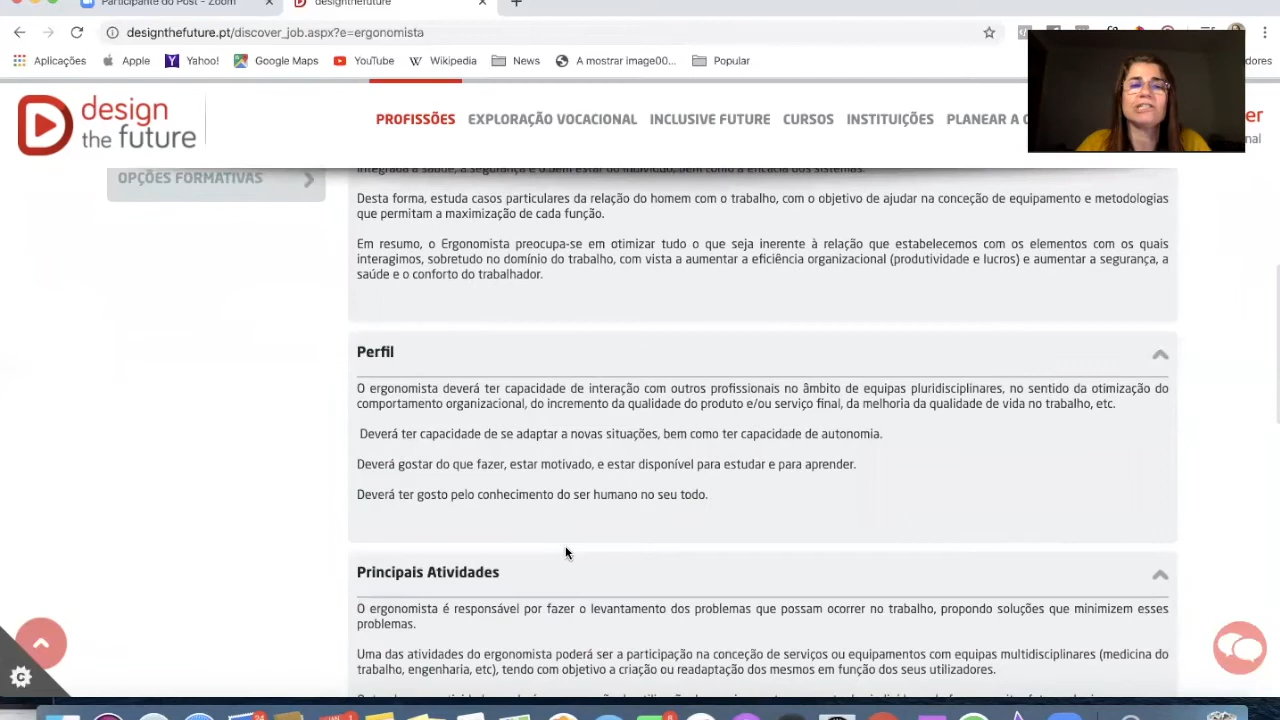 Participante do Post - Zoom
designthefuture
designthefuture.pt/discover_job.aspx?e=ergonomista
Aplicações
Apple
Yahoo!
Google Maps
YouTube
Wikipedia
News
A mostrar image00...
Popular
design
the future
PROFISSÕES
EXPLORAÇÃO VOCACIONAL
INCLUSIVE FUTURE
CURSOS
INSTITUIÇÕES
PLANEAR A
OPÇÕES FORMATIVAS
integrada a saúde, a segurança e o bem estar do indivíduo, bem como a eficácia dos sistemas.
Desta forma, estuda casos particulares da relação do homem com o trabalho, com o objetivo de ajudar na conceção de equipamento e metodologias
que permitam a maximização de cada função.
Em resumo, o Ergonomista preocupa-se em otimizar tudo o que seja inerente à relação que estabelecemos com os elementos com os quais
interagimos, sobretudo no domínio do trabalho, com vista a aumentar a eficiência organizacional (produtividade e lucros) e aumentar a segurança, a
saúde e o conforto do trabalhador.
Perfil
O ergonomista deverá ter capacidade de interação com outros profissionais no âmbito de equipas pluridisciplinares, no sentido da otimização do
comportamento organizacional, do incremento da qualidade do produto e/ou serviço final, da melhoria da qualidade de vida no trabalho, etc.
Deverá ter capacidade de se adaptar a novas situações, bem como ter capacidade de autonomia.
Deverá gostar do que fazer, estar motivado, e estar disponível para estudar e para aprender.
Deverá ter gosto pelo conhecimento do ser humano no seu todo.
Principais Atividades
O ergonomista é responsável por fazer o levantamento dos problemas que possam ocorrer no trabalho, propondo soluções que minimizem esses
problemas.
Uma das atividades do ergonomista poderá ser a participação na conceção de serviços ou equipamentos com equipas multidisciplinares (medicina do
trabalho, engenharia, etc), tendo com objetivo a criação ou readaptação dos mesmos em função dos seus utilizadores.